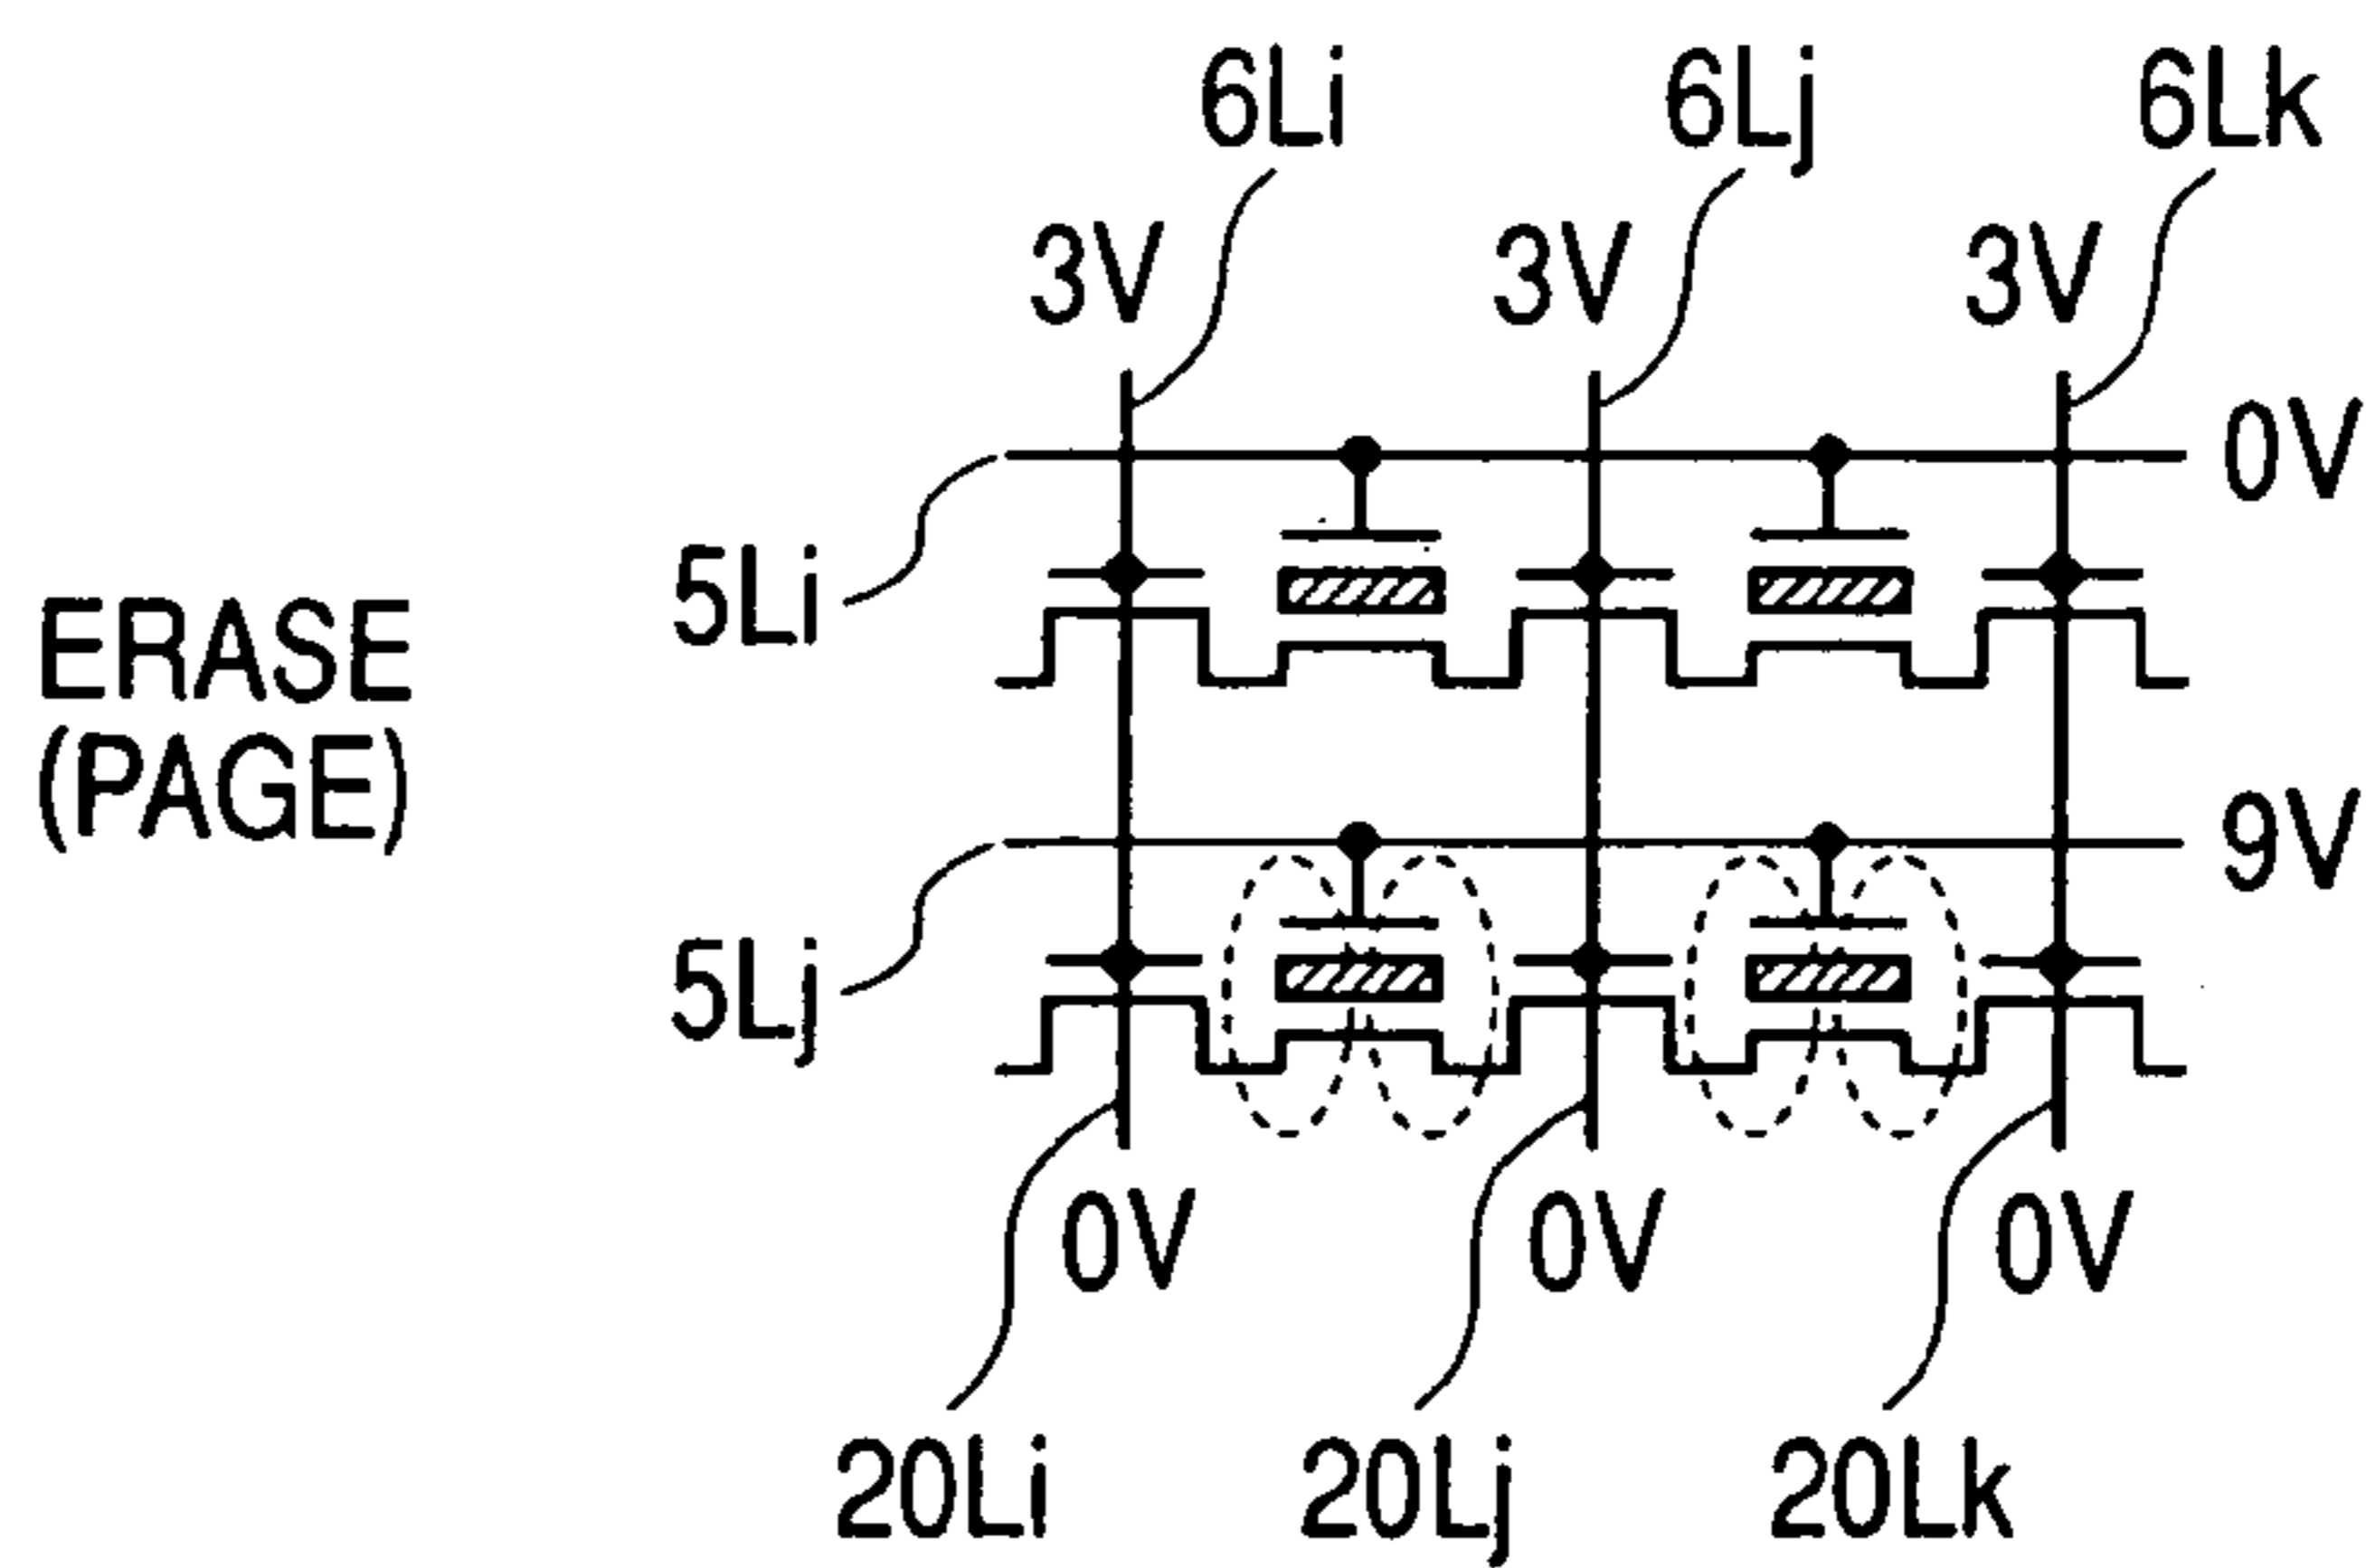 6Li 6Lj 6Lk
3V 3V 3V
0V
5Li
ERASE
(PAGE)
9V
5Lj
0V 0V 0V
20Li 20Lj 20Lk